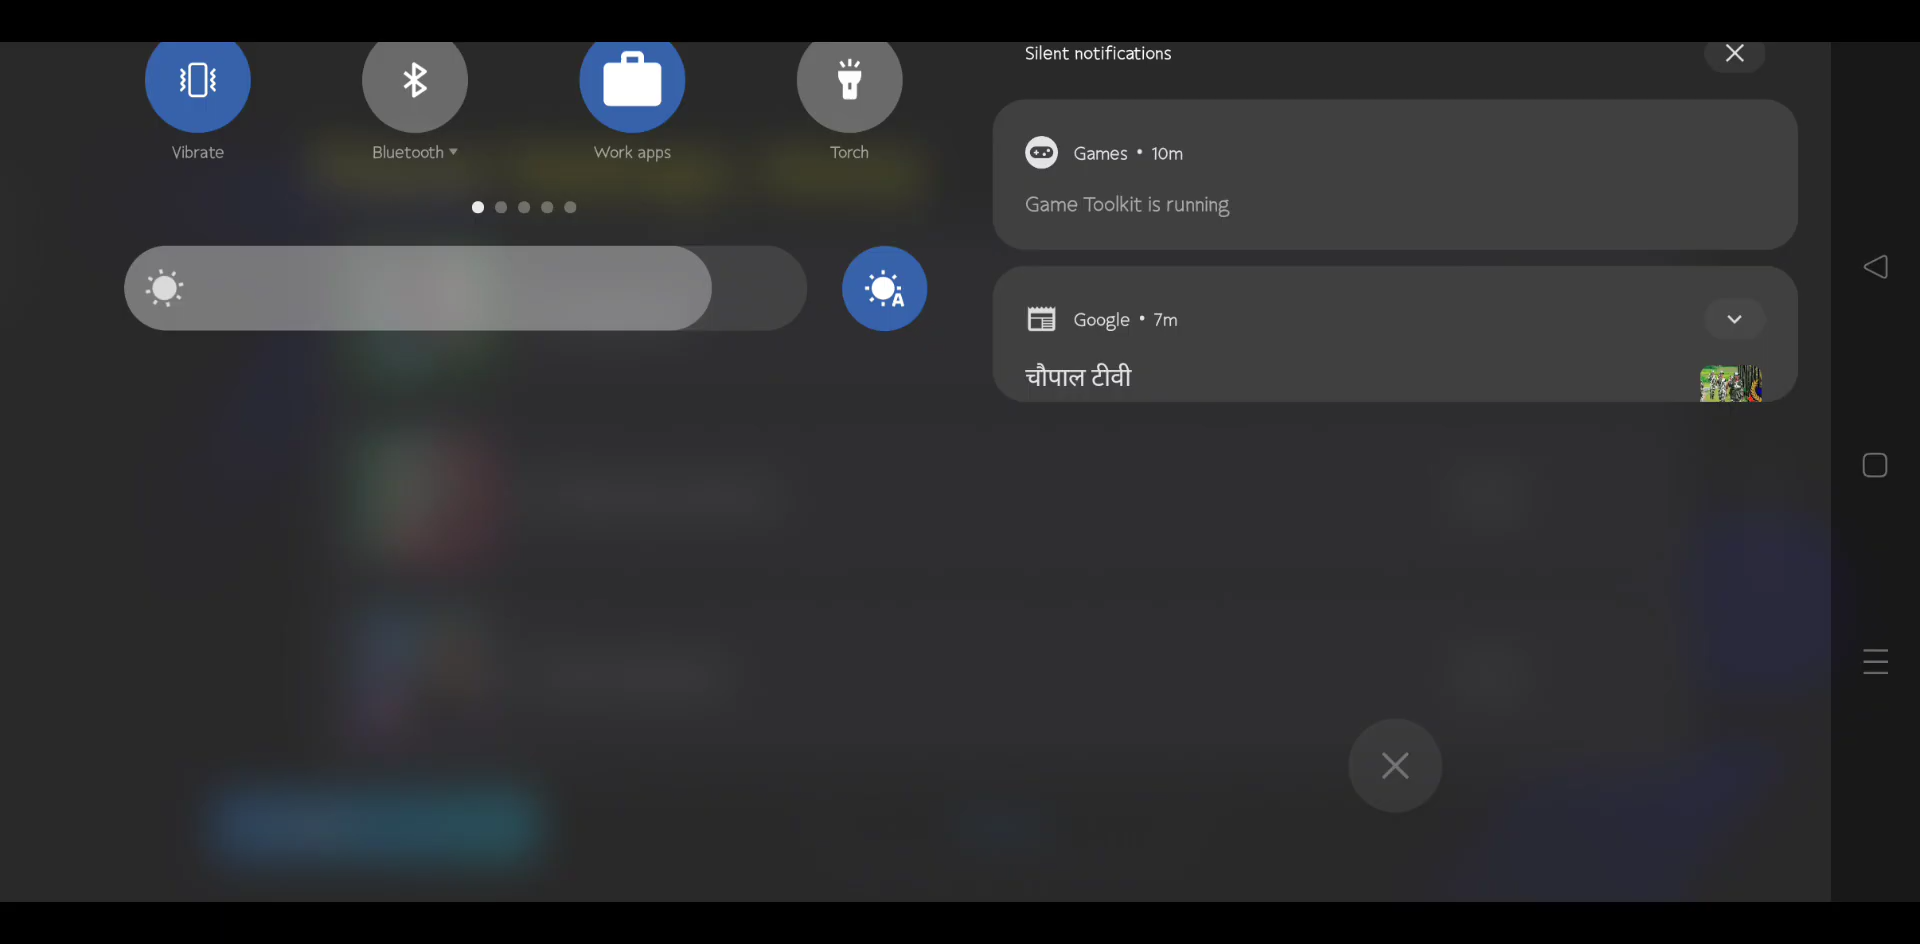 Vibrate
Bluetooth
Work apps
Torch
Silent notifications
Games • 10m
Game Toolkit is running
Google • 7m
चौपाल टीवी